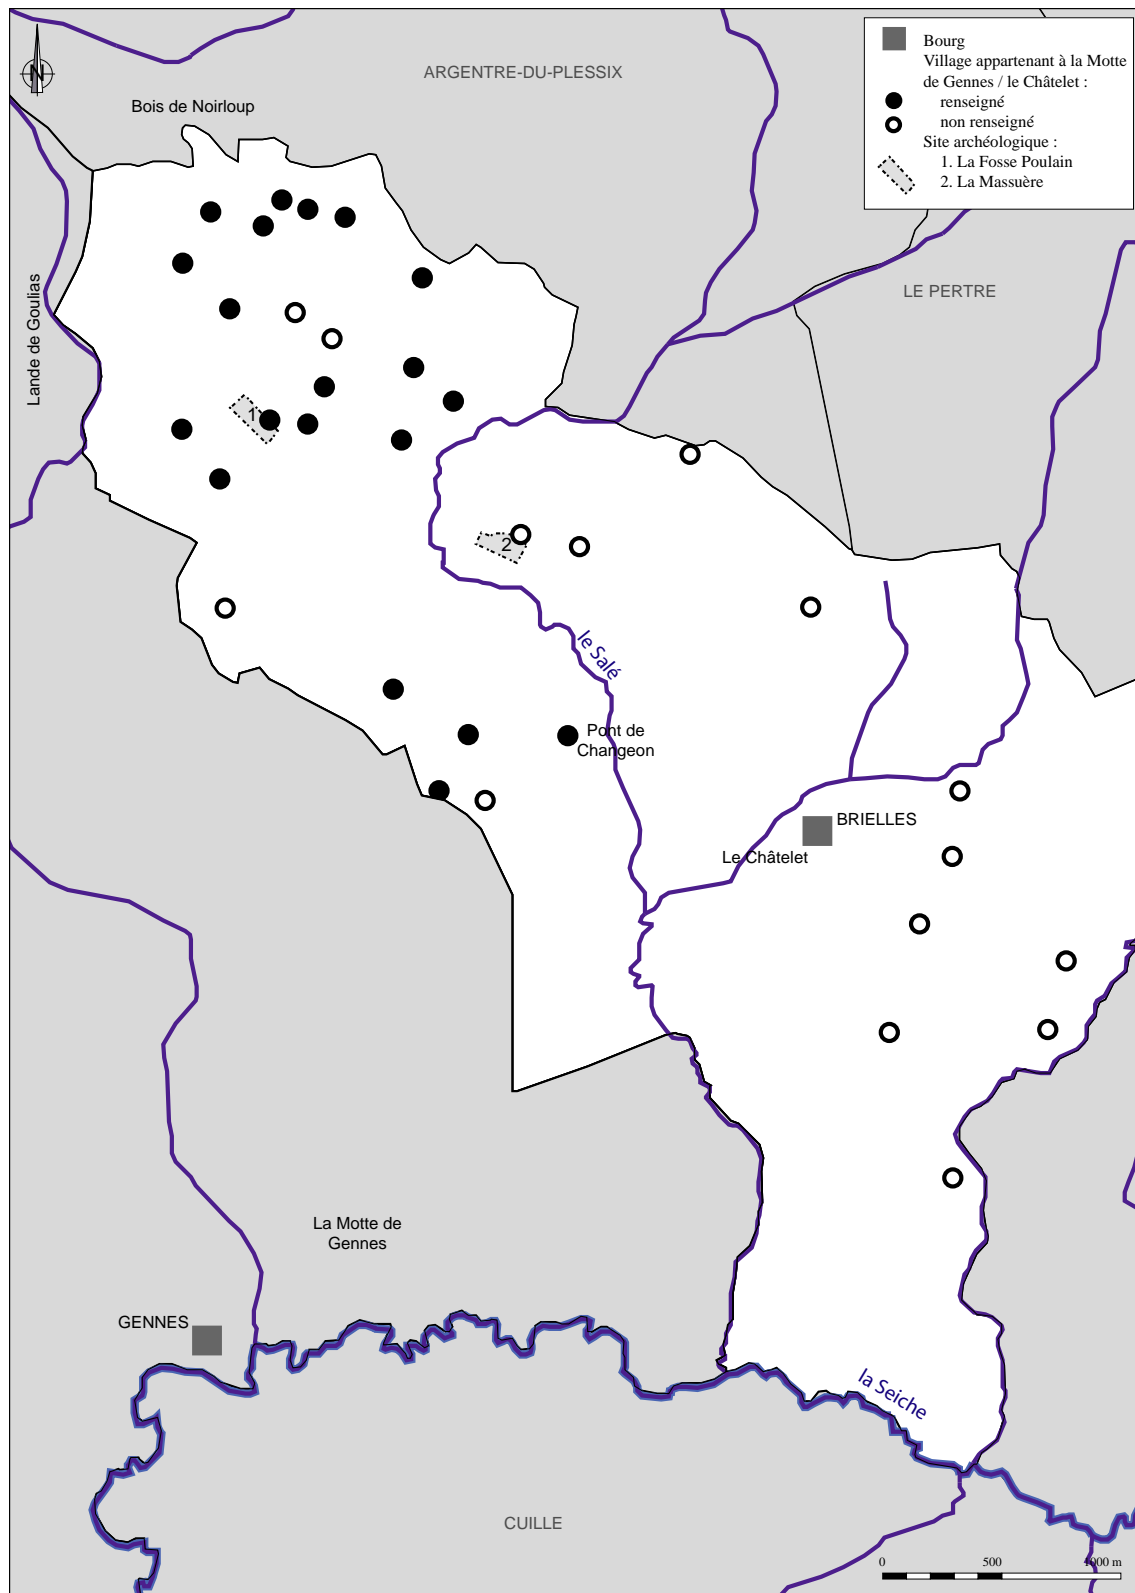 N
ARGENTRE-DU-PLESSIX
Bourg
Village appartenant à la Motte
de Gennes / le Châtelet :
renseigné
non renseigné
Site archéologique :
1. La Fosse Poulain
2. La Massuère
Bois de Noirloup
Lande de Goulias
LE PERTRE
1
2
le Salé
Pont de
Changeon
BRIELLES
Le Châtelet
La Motte de
Gennes
GENNES
la Seiche
CUILLE
0 500 1000 m